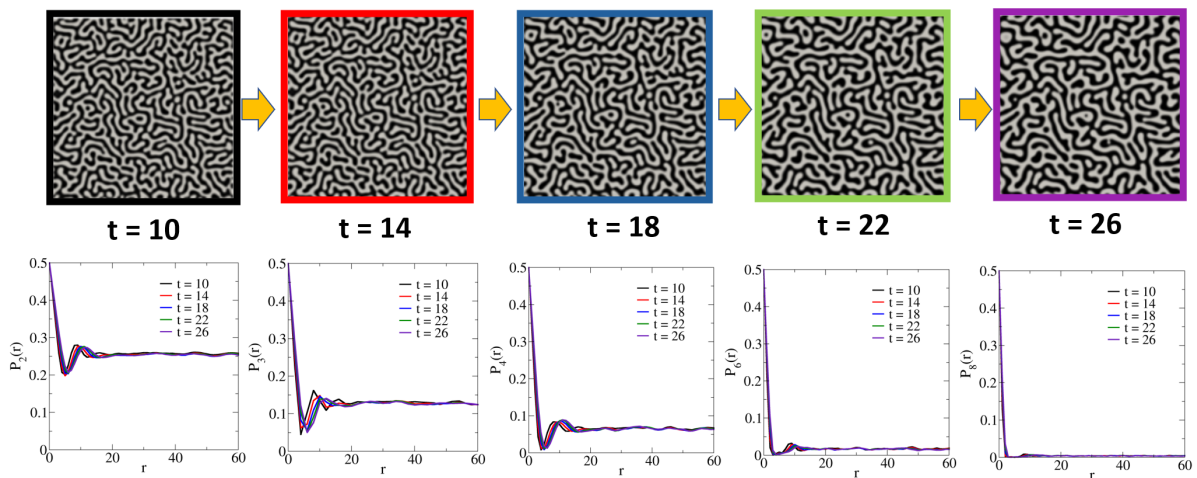 t = 10
t = 14
t = 18
t = 22
t = 26
0.5
0.4
0.3
0.2
0.1
0
P2(r)
t = 10
t = 14
t = 18
t = 22
t = 26
0 20 40 60
r
0.5
0.4
0.3
0.2
0.1
0
P3(r)
t = 10
t = 14
t = 18
t = 22
t = 26
0 20 40 60
r
0.5
0.4
0.3
0.2
0.1
0
P4(r)
t = 10
t = 14
t = 18
t = 22
t = 26
0 20 40 60
r
0.5
0.4
0.3
0.2
0.1
0
P6(r)
t = 10
t = 14
t = 18
t = 22
t = 26
0 20 40 60
r
0.5
0.4
0.3
0.2
0.1
0
P8(r)
t = 10
t = 14
t = 18
t = 22
t = 26
0 20 40 60
r